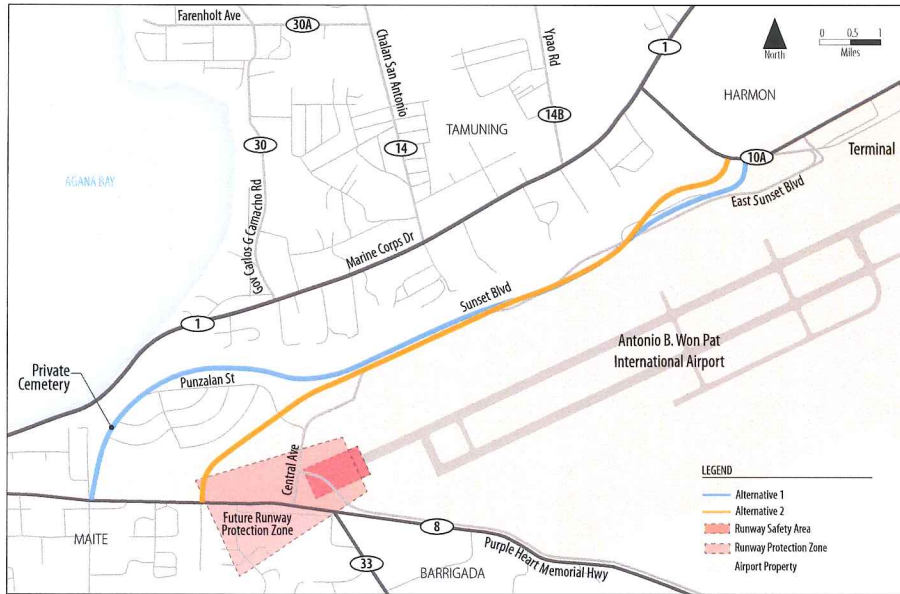 Farenholt Ave
30A
Chalan San Antonio
Ypao Rd
1
North
0 0.5 1
Miles
HARMON
14B
TAMUNING
30
14
10A
Terminal
AGANA BAY
East Sunset Blvd
Gov Carlos G Camacho Rd
Marine Corps Dr
Sunset Blvd
1
Antonio B. Won Pat
International Airport
Private
Cemetery
Punzalan St
Central Ave
LEGEND
Alternative 1
Alternative 2
Runway Safety Area
Runway Protection Zone
Airport Property
Future Runway
Protection Zone
8
MAITE
Purple Heart Memorial Hwy
33
BARRIGADA